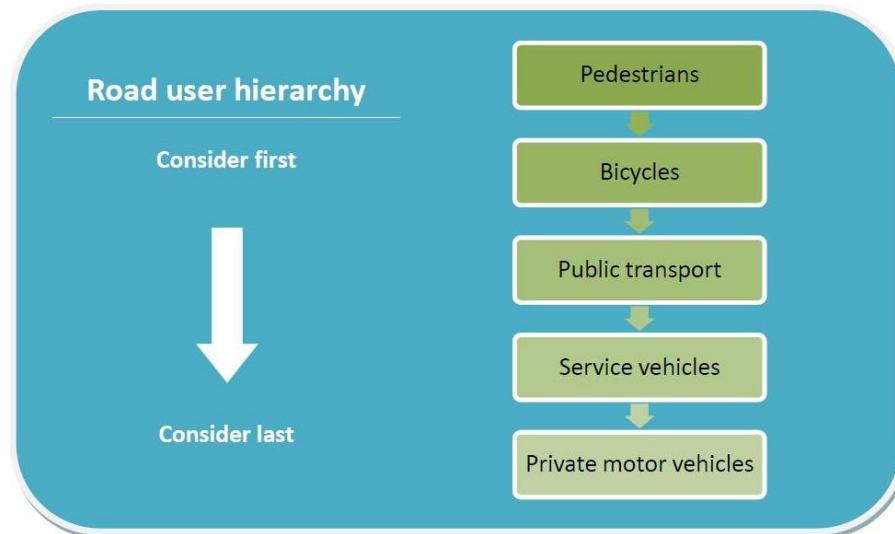 Road user hierarchy
Consider first
Consider last
Pedestrians
Bicycles
Public transport
Service vehicles
Private motor vehicles